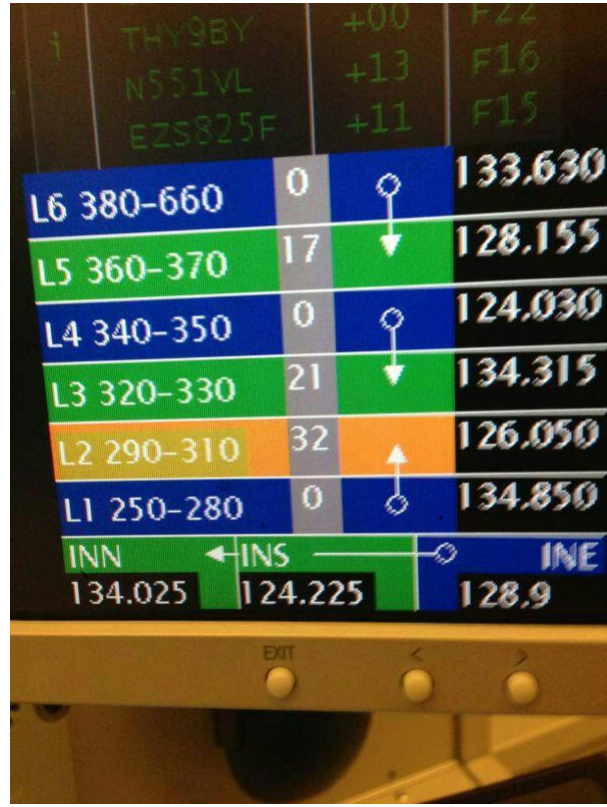 i THY9BY +00 F22
N551VL +13 F16
EZS825F +11 F15
L6 380-660 0 133.630
L5 360-370 17 128.155
L4 340-350 0 124.030
L3 320-330 21 134.315
L2 290-310 32 126.050
L1 250-280 0 134.850
INN INS INE
134.025 124.225 128.9
EXIT < >